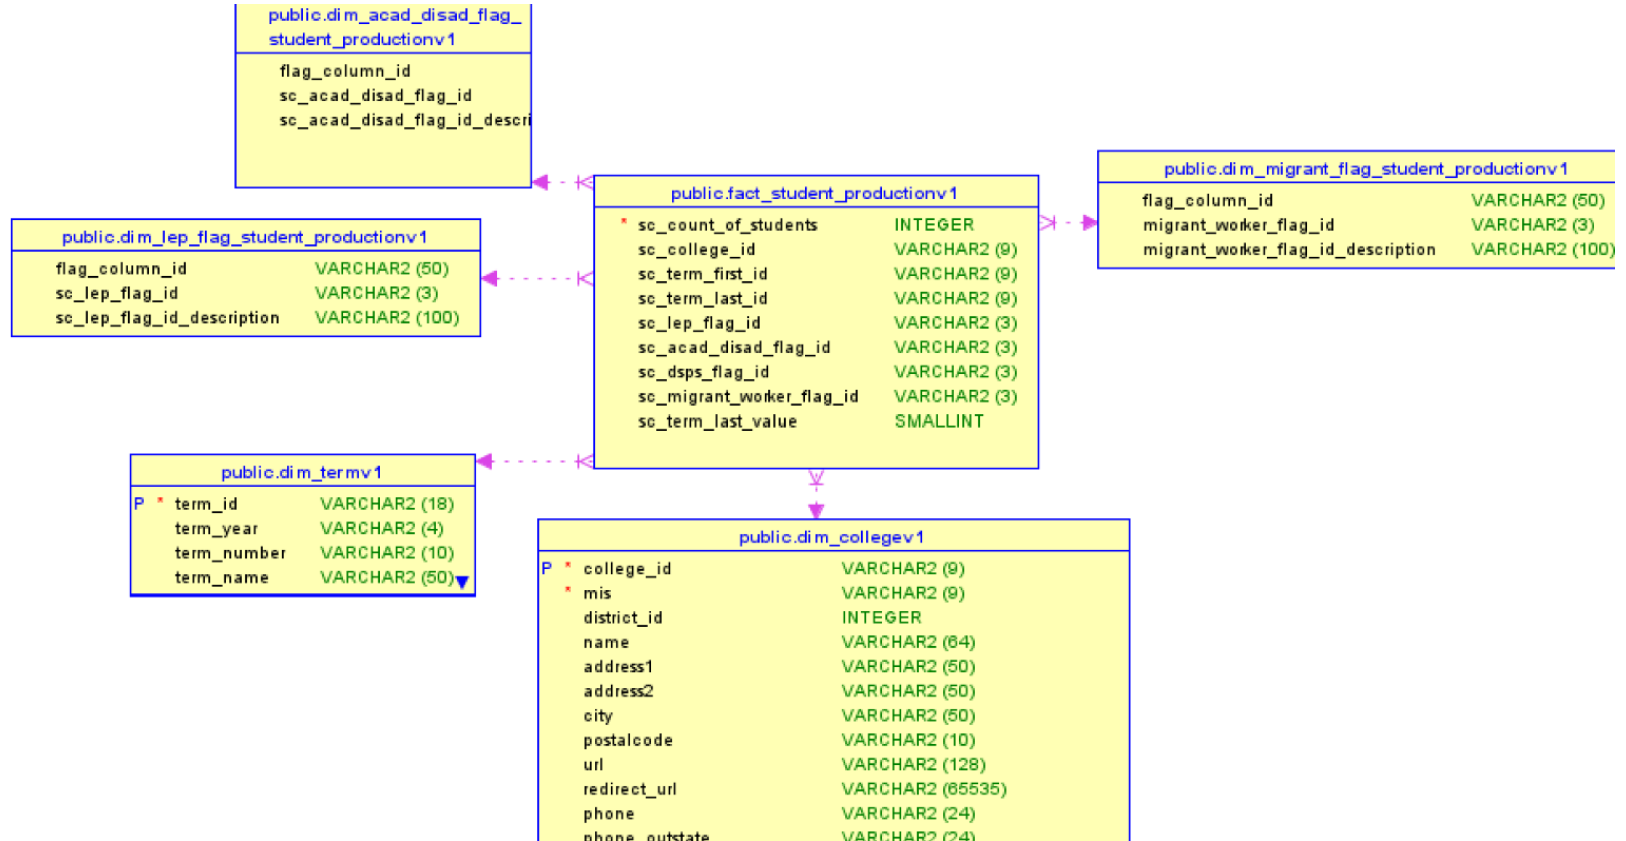 public.dim_acad_disad_flag_
student_productionv1
flag_column_id
sc_acad_disad_flag_id
sc_acad_disad_flag_id_descri
public.dim_migrant_flag_student_productionv1
flag_column_id VARCHAR2 (50)
migrant_worker_flag_id VARCHAR2 (3)
migrant_worker_flag_id_description VARCHAR2 (100)
public.fact_student_productionv1
* sc_count_of_students INTEGER
sc_college_id VARCHAR2 (9)
sc_term_first_id VARCHAR2 (9)
sc_term_last_id VARCHAR2 (9)
sc_lep_flag_id VARCHAR2 (3)
sc_acad_disad_flag_id VARCHAR2 (3)
sc_dsps_flag_id VARCHAR2 (3)
sc_migrant_worker_flag_id VARCHAR2 (3)
sc_term_last_value SMALLINT
public.dim_lep_flag_student_productionv1
flag_column_id VARCHAR2 (50)
sc_lep_flag_id VARCHAR2 (3)
sc_lep_flag_id_description VARCHAR2 (100)
public.dim_termv1
P * term_id VARCHAR2 (18)
term_year VARCHAR2 (4)
term_number VARCHAR2 (10)
term_name VARCHAR2 (50)
public.dim_collegev1
P * college_id VARCHAR2 (9)
* mis VARCHAR2 (9)
district_id INTEGER
name VARCHAR2 (64)
address1 VARCHAR2 (50)
address2 VARCHAR2 (50)
city VARCHAR2 (50)
postalcode VARCHAR2 (10)
url VARCHAR2 (128)
redirect_url VARCHAR2 (65535)
phone VARCHAR2 (24)
phone_outstate VARCHAR2 (24)